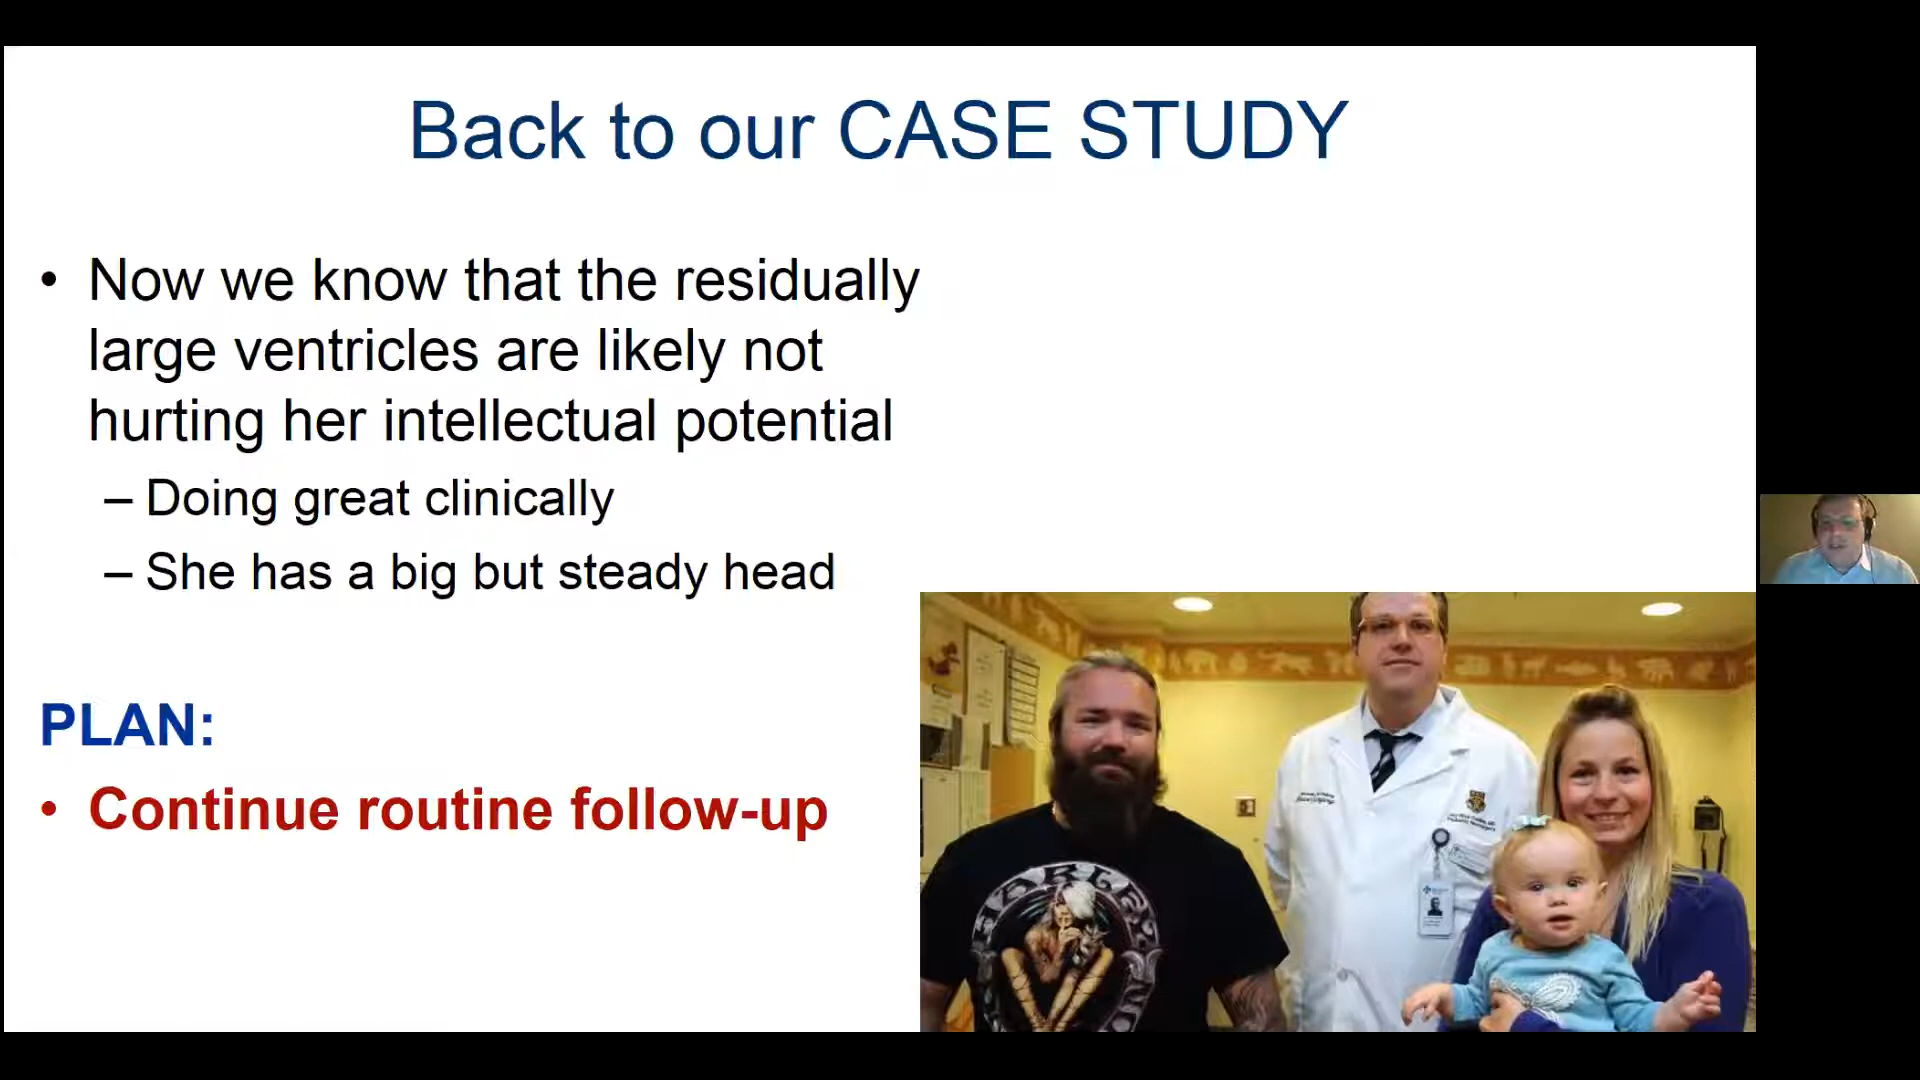 Back to our CASE STUDY
• Now we know that the residually
large ventricles are likely not
hurting her intellectual potential
– Doing great clinically
– She has a big but steady head
PLAN:
• Continue routine follow-up